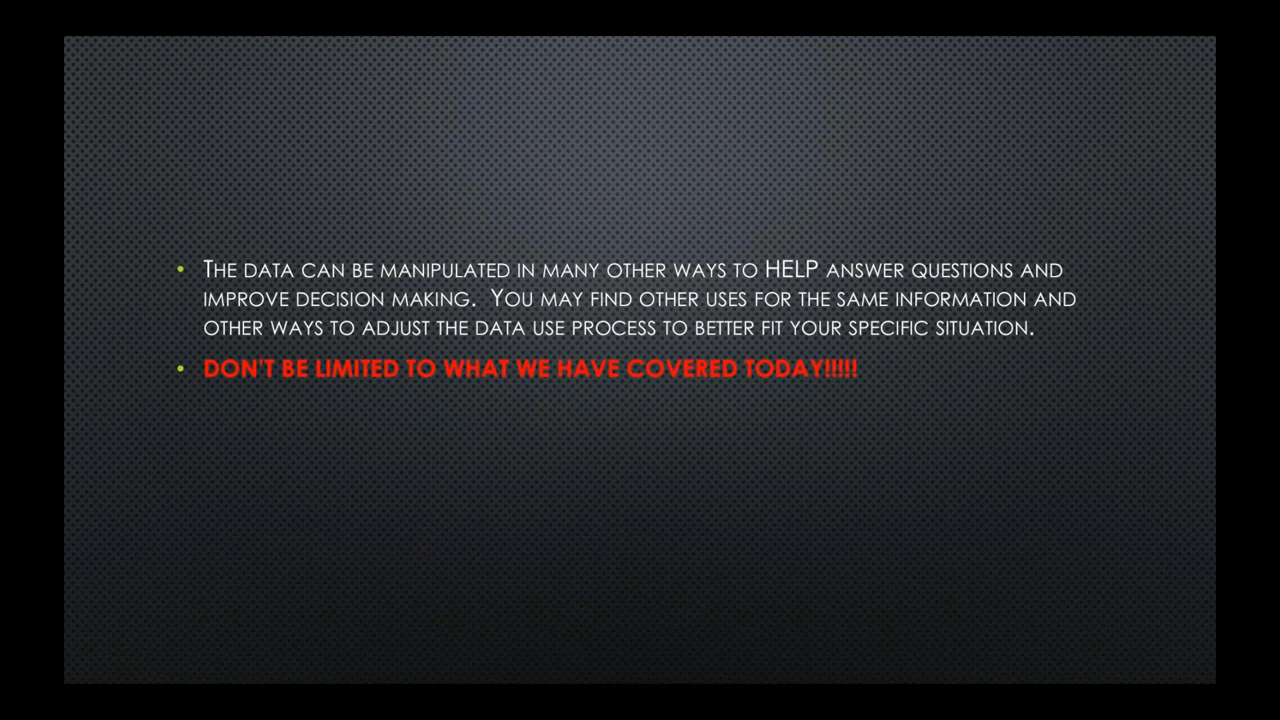 • The data can be manipulated in many other ways to HELP answer questions and
improve decision making.  You may find other uses for the same information and
other ways to adjust the data use process to better fit your specific situation.
• DON'T BE LIMITED TO WHAT WE HAVE COVERED TODAY!!!!!